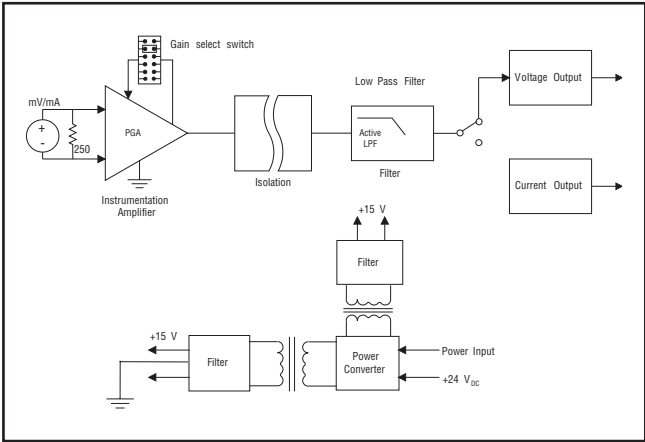 Gain select switch
mV/mA
+
-
250
PGA
Instrumentation
Amplifier
Isolation
Low Pass Filter
Active
LPF
Filter
Voltage Output
Current Output
+15 V
Filter
+15 V
Filter
Power
Converter
Power Input
+24 VDC